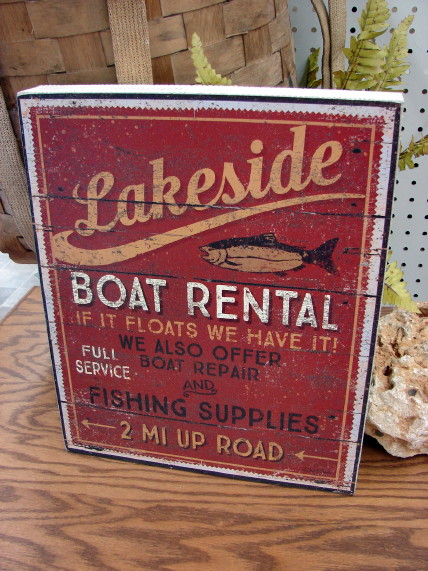 Lakeside
BOAT RENTAL
IF IT FLOATS WE HAVE IT!
WE ALSO OFFER
FULL SERVICE
BOAT REPAIR
AND
FISHING SUPPLIES
2 MI UP ROAD